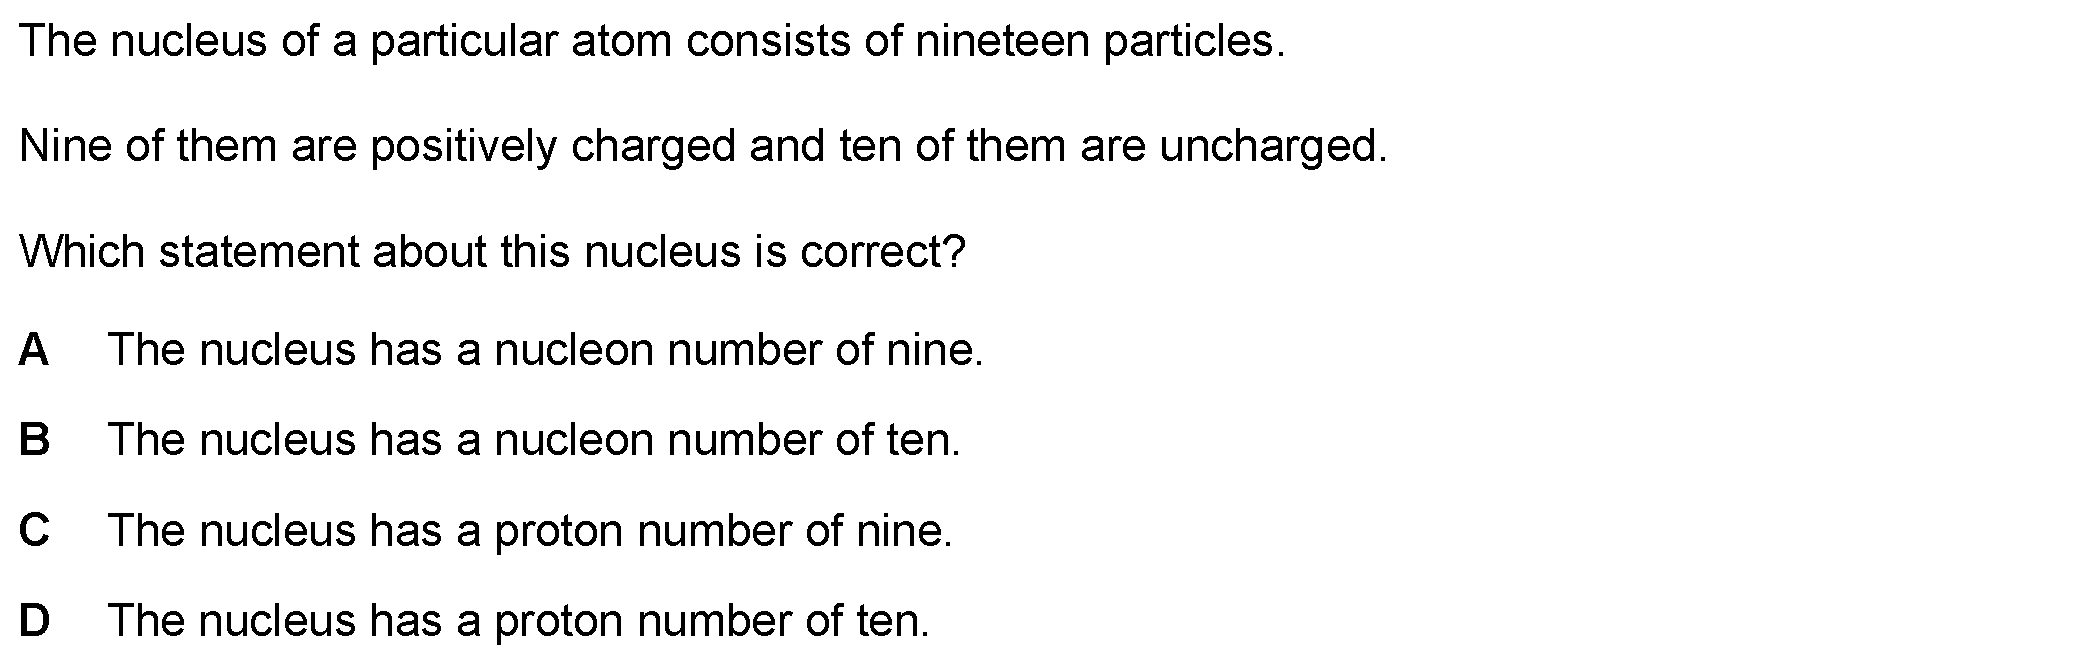 The nucleus of a particular atom consists of nineteen particles.
Nine of them are positively charged and ten of them are uncharged.
Which statement about this nucleus is correct?
A The nucleus has a nucleon number of nine.
B The nucleus has a nucleon number of ten.
C The nucleus has a proton number of nine.
D The nucleus has a proton number of ten.